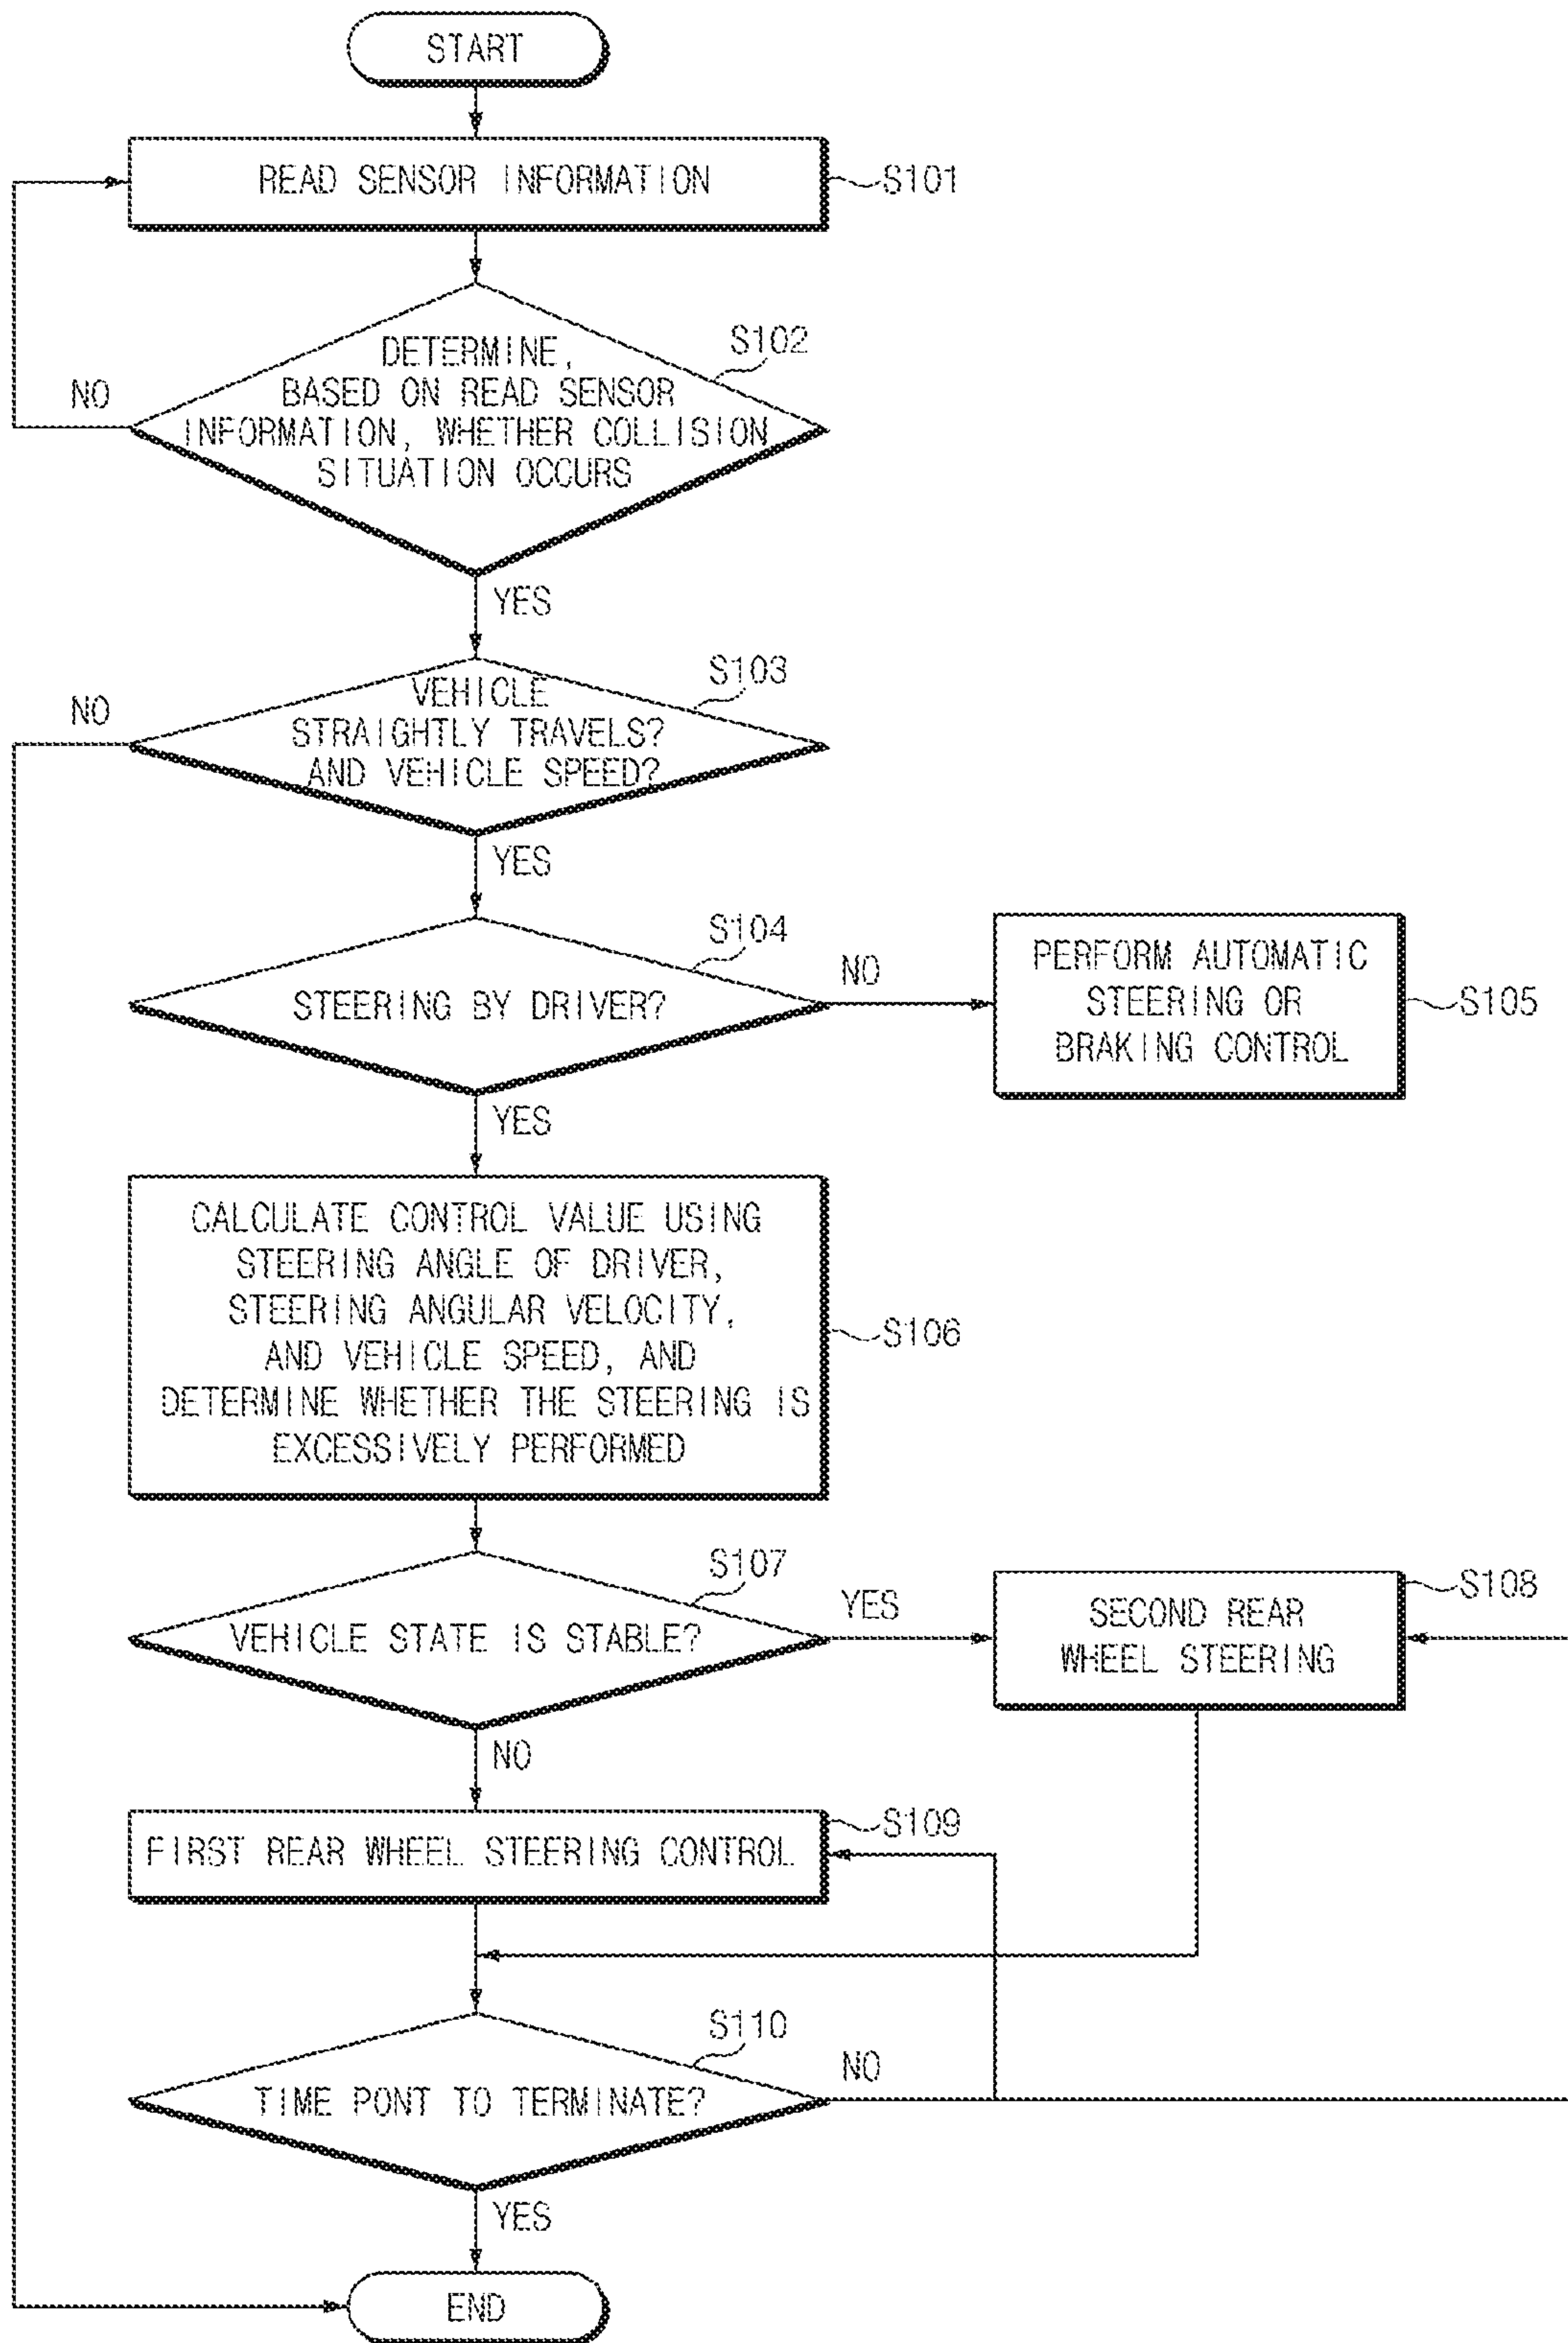 START
READ SENSOR INFORMATION
S101
S102
DETERMINE,
BASED ON READ SENSOR
INFORMATION, WHETHER COLLISION
SITUATION OCCURS
NO
YES
S103
VEHICLE
STRAIGHTLY TRAVELS?
AND VEHICLE SPEED?
NO
YES
S104
STEERING BY DRIVER?
NO
PERFORM AUTOMATIC
STEERING OR
BRAKING CONTROL
S105
YES
CALCULATE CONTROL VALUE USING
STEERING ANGLE OF DRIVER,
STEERING ANGULAR VELOCITY,
AND VEHICLE SPEED, AND
DETERMINE WHETHER THE STEERING IS
EXCESSIVELY PERFORMED
S106
S107
VEHICLE STATE IS STABLE?
YES
SECOND REAR
WHEEL STEERING
S108
NO
FIRST REAR WHEEL STEERING CONTROL
S109
S110
TIME PONT TO TERMINATE?
NO
YES
END